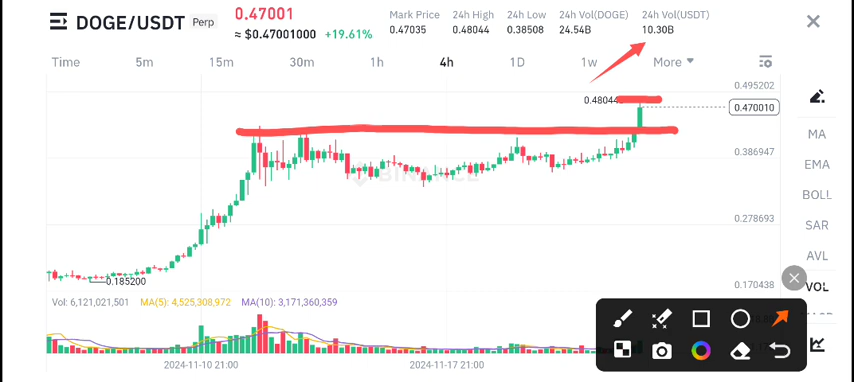 DOGE/USDT Perp
0.47001
≈ $0.47001000 +19.61%
Mark Price 24h High 24h Low 24h Vol(DOGE) 24h Vol(USDT)
0.47035 0.48044 0.38508 24.54B 10.30B
Time 5m 15m 30m 1h 4h 1D 1w More
0.495202
0.48044
0.470010
0.386947
BINANCE
0.278693
0.185200
0.170438
MA
EMA
BOLL
SAR
AVL
VOL
Vol: 6,121,021,501 MA(5): 4,525,308,972 MA(10): 3,171,360,359
2024-11-10 21:00 2024-11-17 21:00